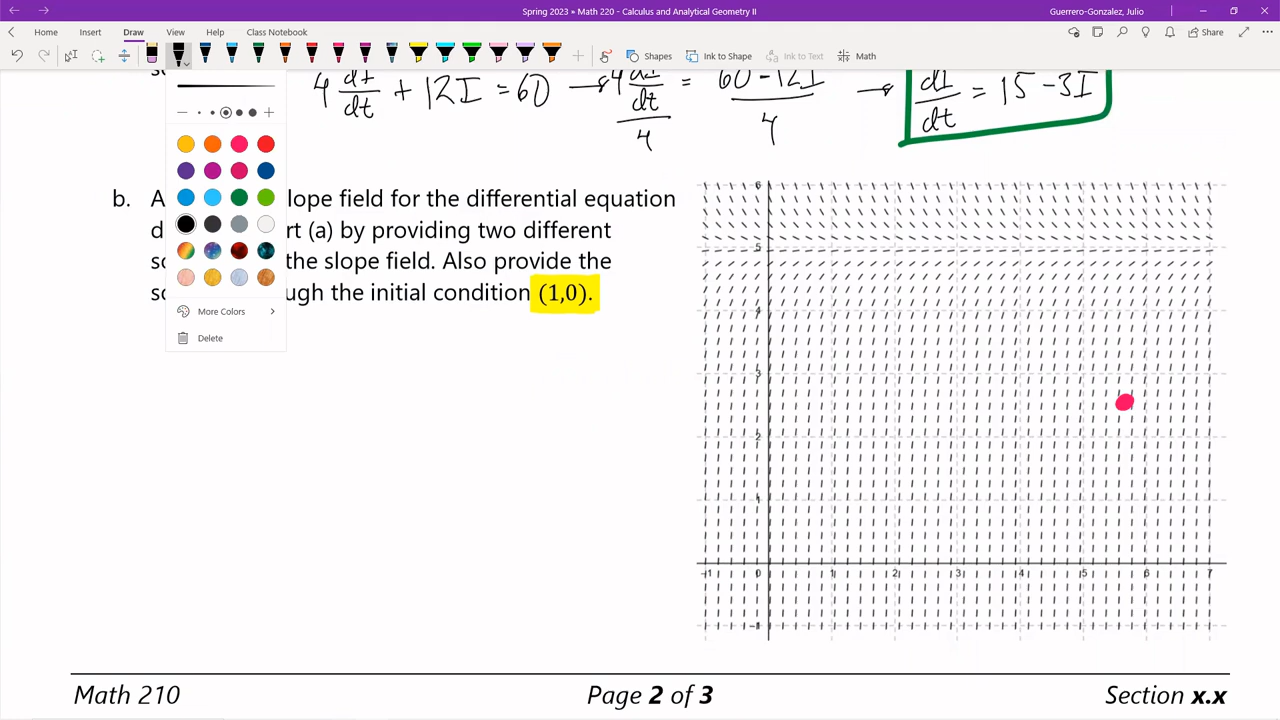 Spring 2023 » Math 220 - Calculus and Analytical Geometry II
Guerrero-Gonzalez, Julio
Home Insert Draw View Help Class Notebook
Share
Shapes Ink to Shape Ink to Text Math
4 dI/dt + 12I = 60 → 4 dI/dt / 4 = 60 - 12I / 4 → dI/dt = 15 - 3I
b. A lope field for the differential equation
d rt (a) by providing two different
so the slope field. Also provide the
so ugh the initial condition (1,0).
More Colors
Delete
6
5
4
3
2
1
-1 0 1 2 3 4 5 6 7
-1
Math 210 Page 2 of 3 Section x.x